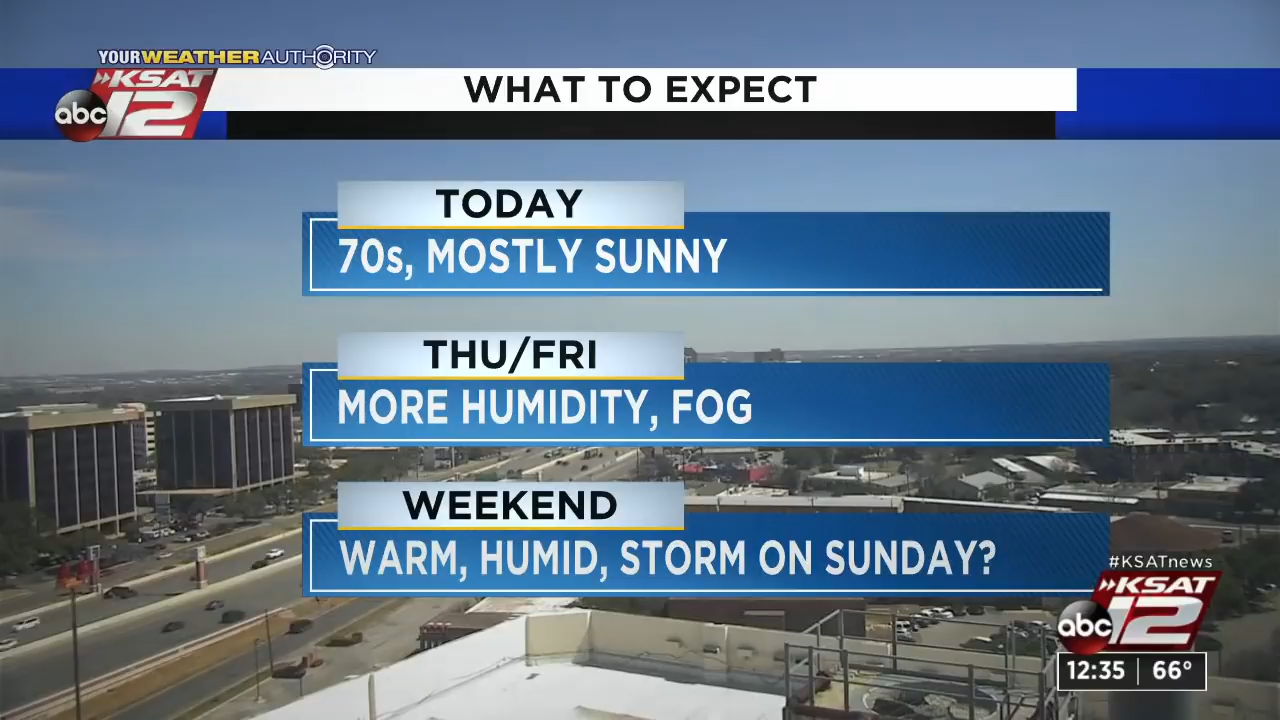 YOURWEATHERAUTHORITY
KSAT
abc 12
WHAT TO EXPECT
TODAY
70s, MOSTLY SUNNY
THU/FRI
MORE HUMIDITY, FOG
WEEKEND
WARM, HUMID, STORM ON SUNDAY?
#KSATnews
KSAT
abc 12
12:35 66°